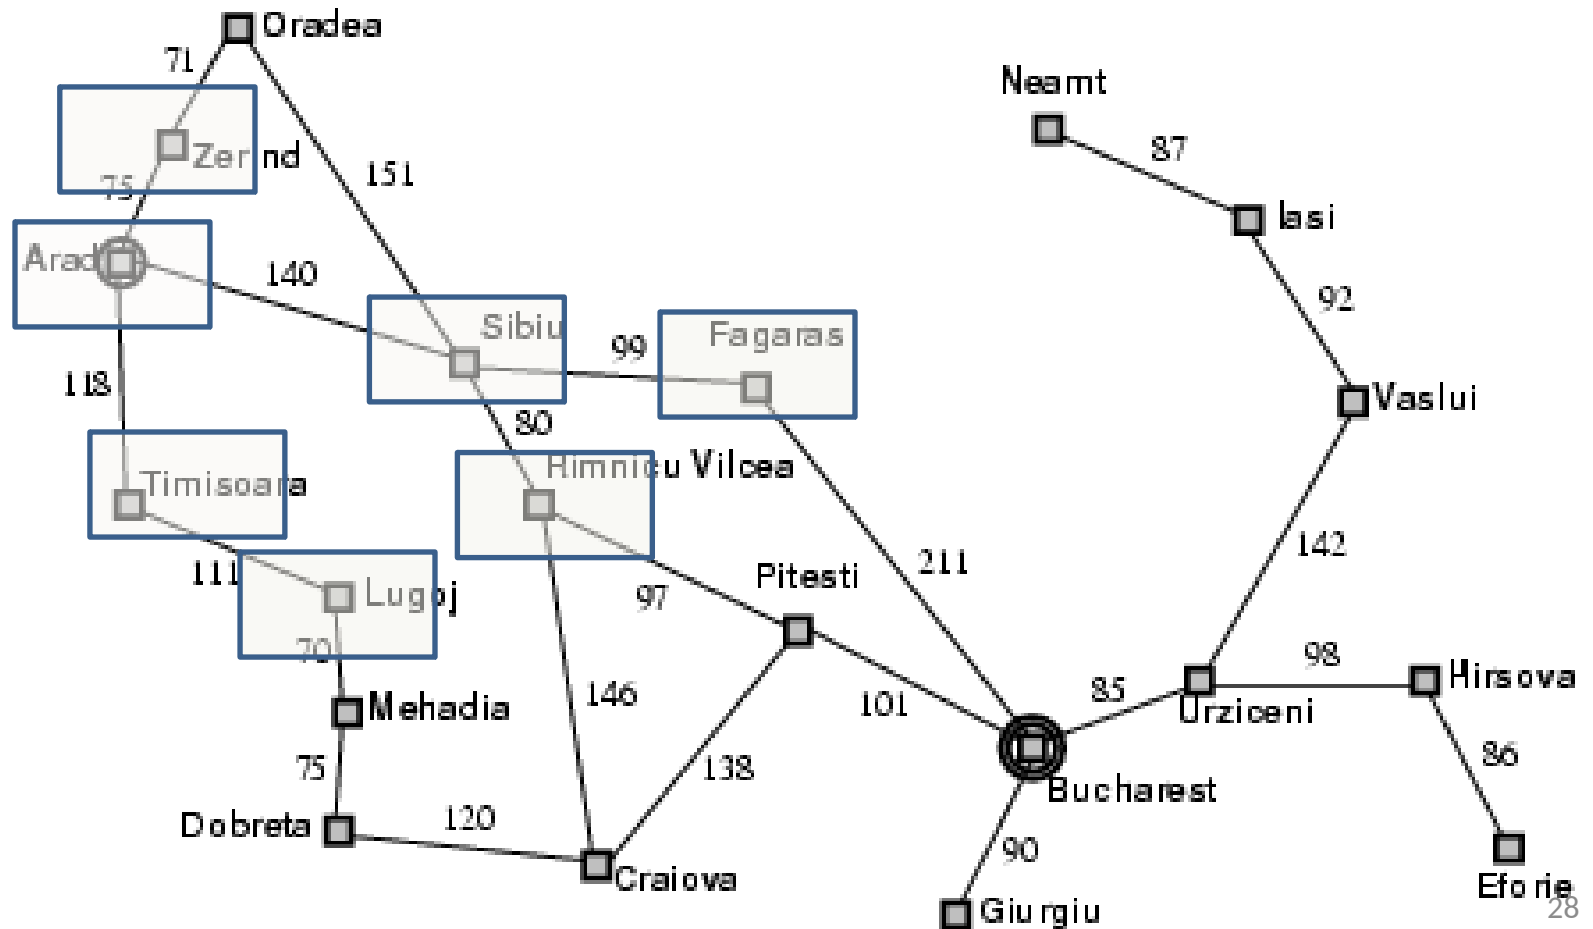 Oradea
71
Neamt
87
Zerind
151
75
Iasi
Arad
140
92
Sibiu
Fagaras
99
118
Vaslui
80
Rimnicu Vilcea
Timisoara
142
211
111
Pitesti
Lugoj
97
70
98
Hirsova
85
146
101
Mehadia
Urziceni
138
86
75
Bucharest
120
Dobreta
90
Craiova
Eforie
Giurgiu
28